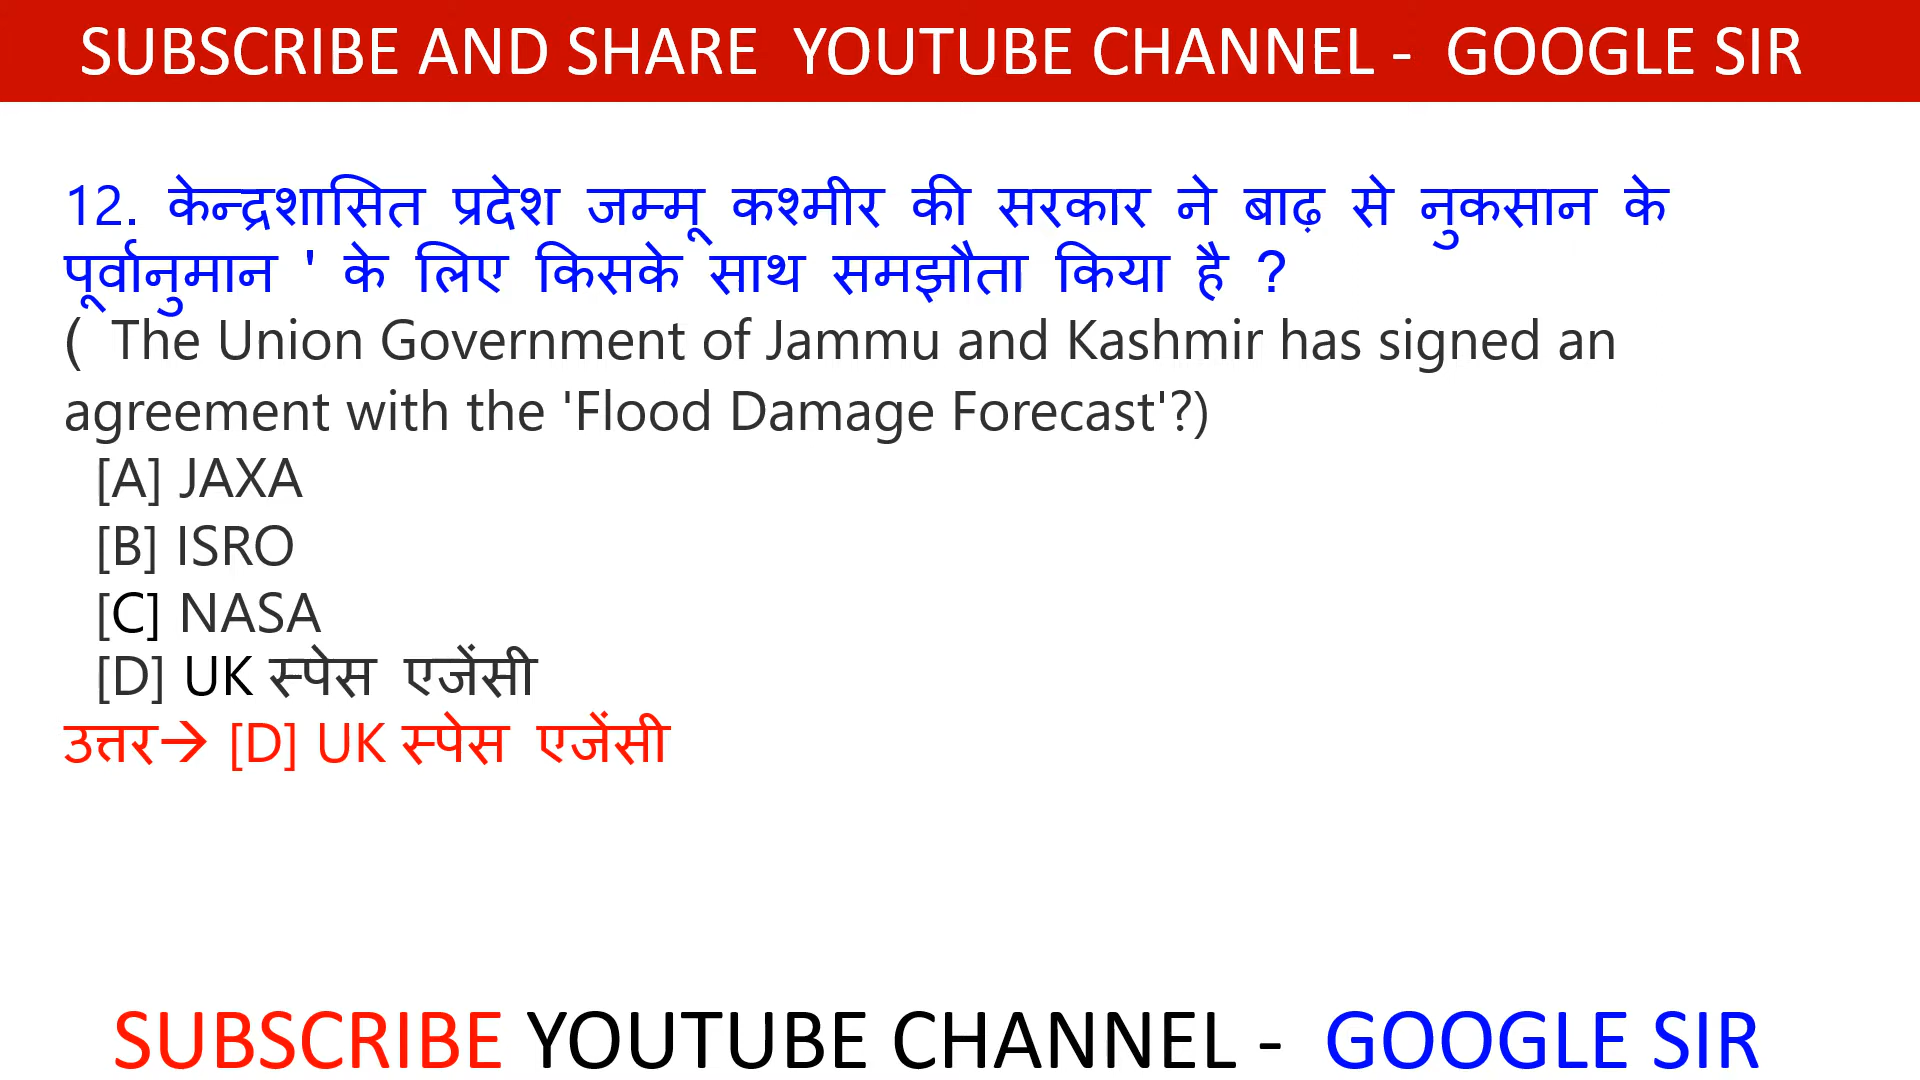 SUBSCRIBE AND SHARE YOUTUBE CHANNEL - GOOGLE SIR
12. केन्द्रशासित प्रदेश जम्मू कश्मीर की सरकार ने बाढ़ से नुकसान के
पूर्वानुमान ' के लिए किसके साथ समझौता किया है ?
( The Union Government of Jammu and Kashmir has signed an
agreement with the 'Flood Damage Forecast'?)
[A] JAXA
[B] ISRO
[C] NASA
[D] UK स्पेस एजेंसी
उत्तर→ [D] UK स्पेस एजेंसी
SUBSCRIBE YOUTUBE CHANNEL - GOOGLE SIR